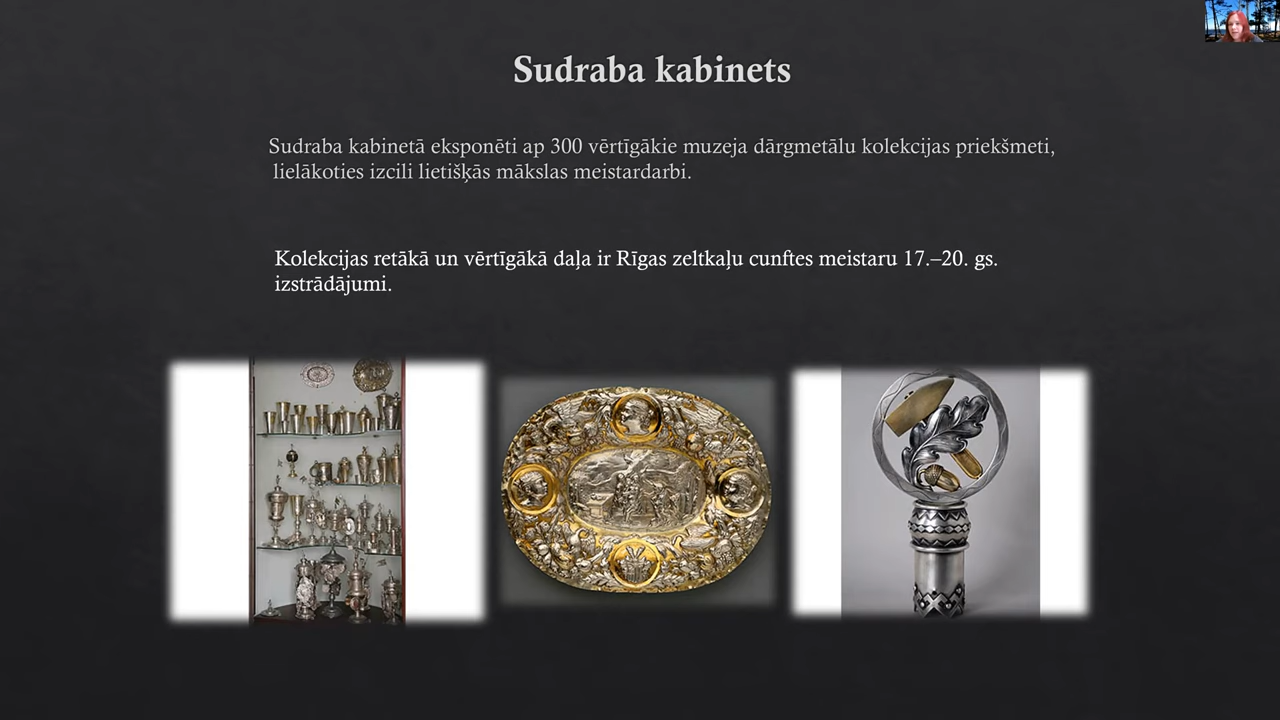 Sudraba kabinets
Sudraba kabinetā eksponēti ap 300 vērtīgākie muzeja dārgmetālu kolekcijas priekšmeti,
lielākoties izcili lietišķās mākslas meistardarbi.
Kolekcijas retākā un vērtīgākā daļa ir Rīgas zeltkaļu cunftes meistaru 17.–20. gs.
izstrādājumi.